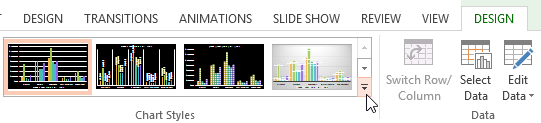 DESIGN TRANSITIONS ANIMATIONS SLIDE SHOW REVIEW VIEW DESIGN
Switch Row/ Select Edit
Column Data Data
Chart Styles Data